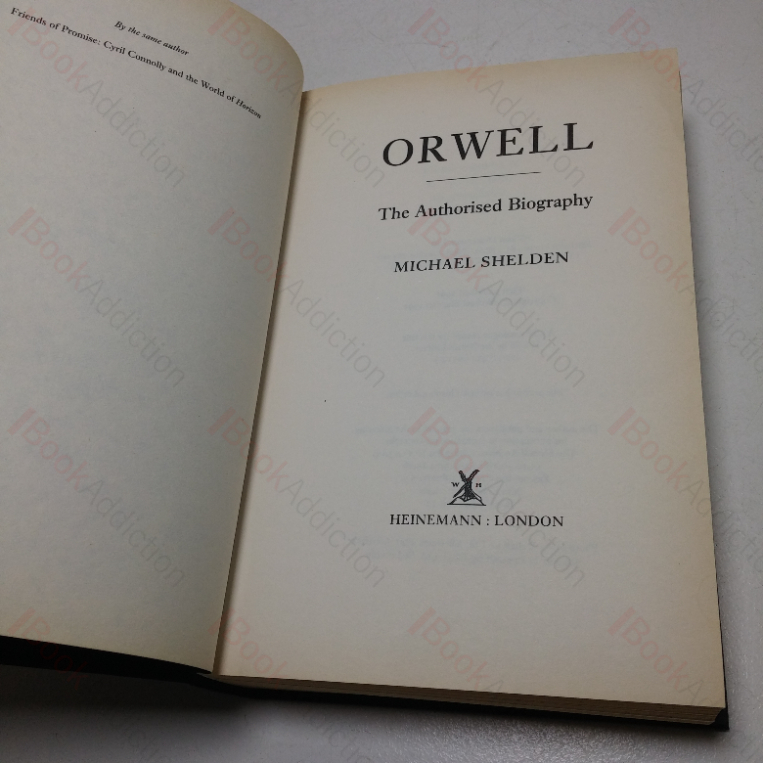 By the same author
Friends of Promise: Cyril Connolly and the World of Horizon
ORWELL
The Authorised Biography
MICHAEL SHELDEN
W H
HEINEMANN : LONDON
BookAddiction